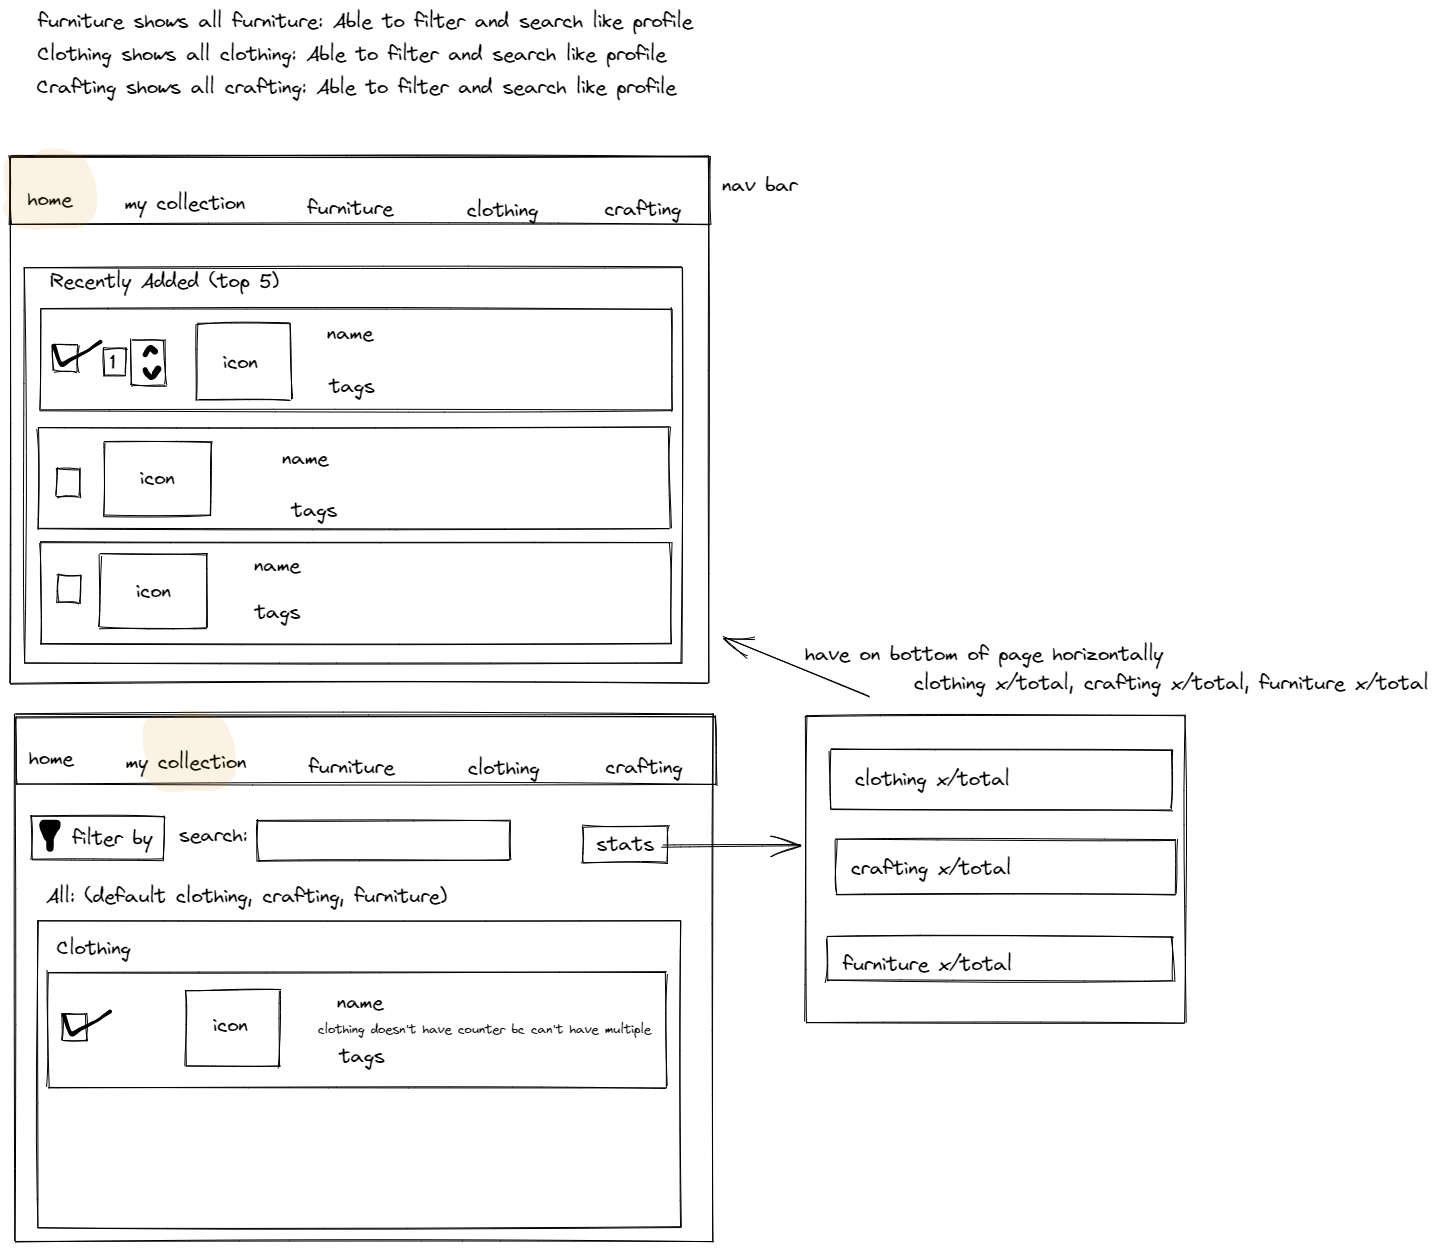 furniture shows all furniture: Able to filter and search like profile
Clothing shows all clothing: Able to filter and search like profile
Crafting shows all crafting: Able to filter and search like profile
home my collection furniture clothing crafting
nav bar
Recently Added (top 5)
1
icon
name
tags
icon
name
tags
icon
name
tags
have on bottom of page horizontally
clothing x/total, crafting x/total, furniture x/total
home my collection furniture clothing crafting
filter by search: stats
All: (default clothing, crafting, furniture)
Clothing
icon
name
clothing doesn't have counter bc can't have multiple
tags
clothing x/total
crafting x/total
furniture x/total